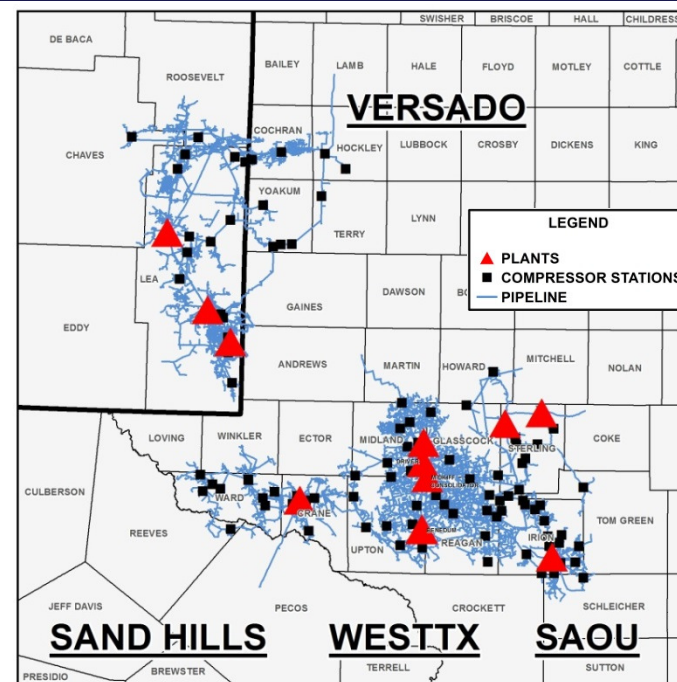 SWISHER BRISCOE HALL CHILDRESS
DE BACA
ROOSEVELT BAILEY LAMB HALE FLOYD MOTLEY COTTLE
VERSADO
COCHRAN
CHAVES HOCKLEY LUBBOCK CROSBY DICKENS KING
YOAKUM
TERRY LYNN
LEGEND
PLANTS
COMPRESSOR STATIONS
PIPELINE
LEA
EDDY GAINES DAWSON
ANDREWS MARTIN HOWARD MITCHELL NOLAN
LOVING WINKLER ECTOR MIDLAND GLASSCOCK STERLING COKE
CULBERSON WARD CRANE
REEVES UPTON REAGAN IRION TOM GREEN
JEFF DAVIS PECOS CROCKETT SCHLEICHER
SAND HILLS WESTTX SAOU
PRESIDIO BREWSTER TERRELL SUTTON